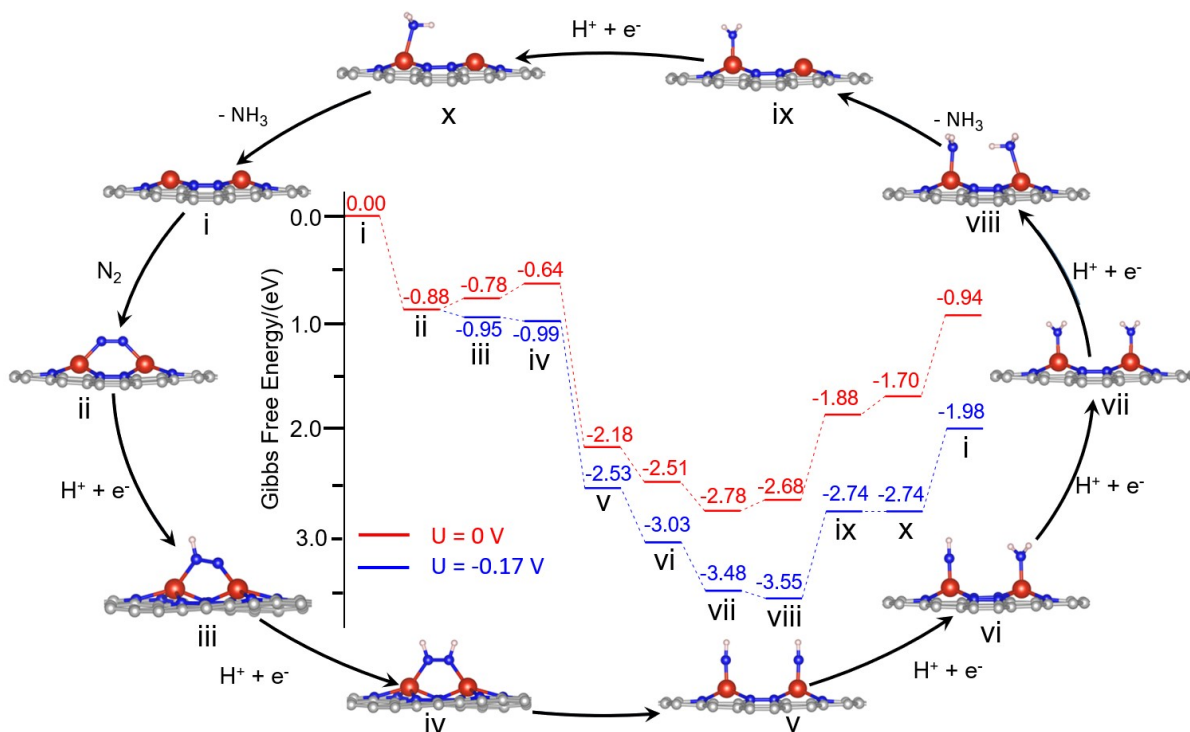 H⁺ + e⁻
x
ix
- NH₃
- NH₃
i
viii
N₂
H⁺ + e⁻
ii
vii
H⁺ + e⁻
H⁺ + e⁻
iii
vi
H⁺ + e⁻
H⁺ + e⁻
iv
v
Gibbs Free Energy/(eV)
0.0
1.0
2.0
3.0
0.00
i
-0.88
ii
-0.78
-0.95
iii
-0.64
-0.99
iv
-2.18
-2.53
v
-2.51
-3.03
vi
-2.78
-3.48
vii
-2.68
-3.55
viii
-1.88
-2.74
ix
-1.70
-2.74
x
-0.94
-1.98
i
U = 0 V
U = -0.17 V